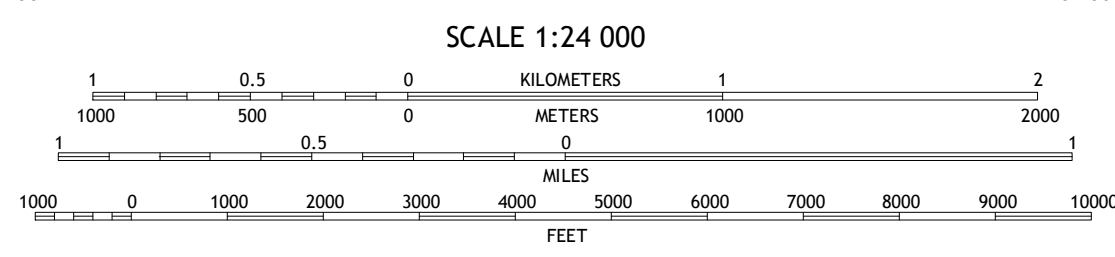 SCALE 1:24 000
1 0.5 0 KILOMETERS 1 2
1000 500 0 METERS 1000 2000
1 0.5 0 1
MILES
1000 0 1000 2000 3000 4000 5000 6000 7000 8000 9000 10000
FEET